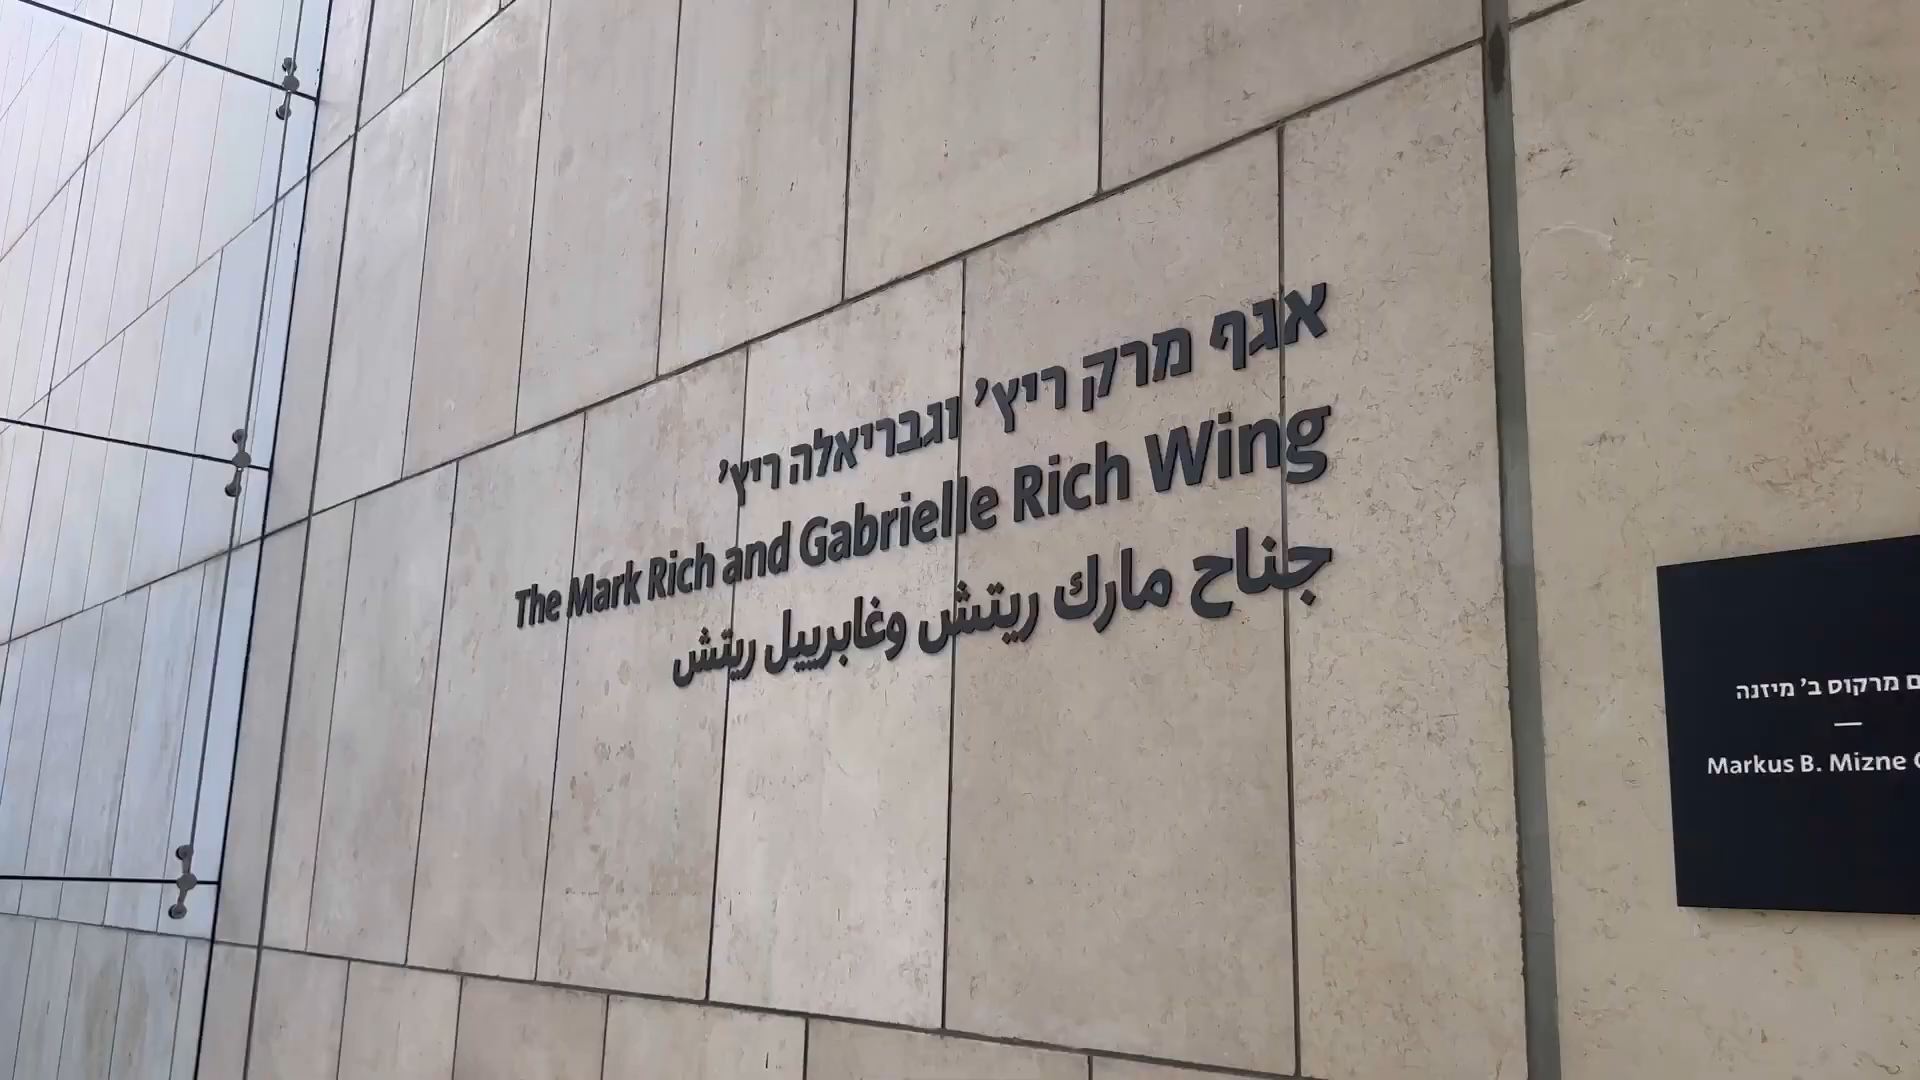 אגף מרק ריץ' וגבריאלה ריץ'
The Mark Rich and Gabrielle Rich Wing
جناح مارك ريتش وغابرييل ريتش
מרקוס ב' מיזנה
—
Markus B. Mizne